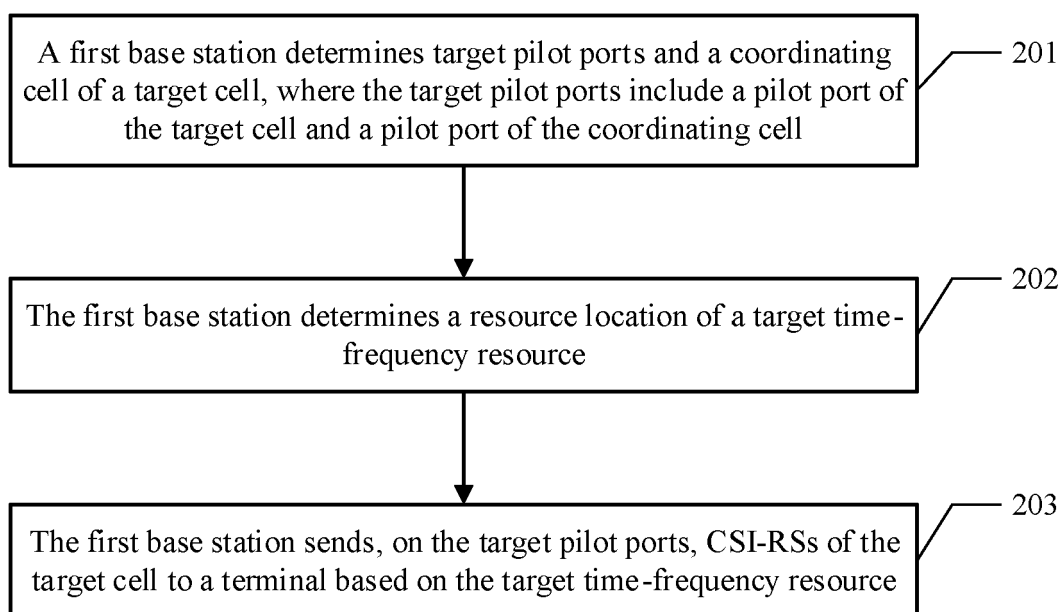 A first base station determines target pilot ports and a coordinating
cell of a target cell, where the target pilot ports include a pilot port of
the target cell and a pilot port of the coordinating cell
201
The first base station determines a resource location of a target time-
frequency resource
202
The first base station sends, on the target pilot ports, CSI-RSs of the
target cell to a terminal based on the target time-frequency resource
203